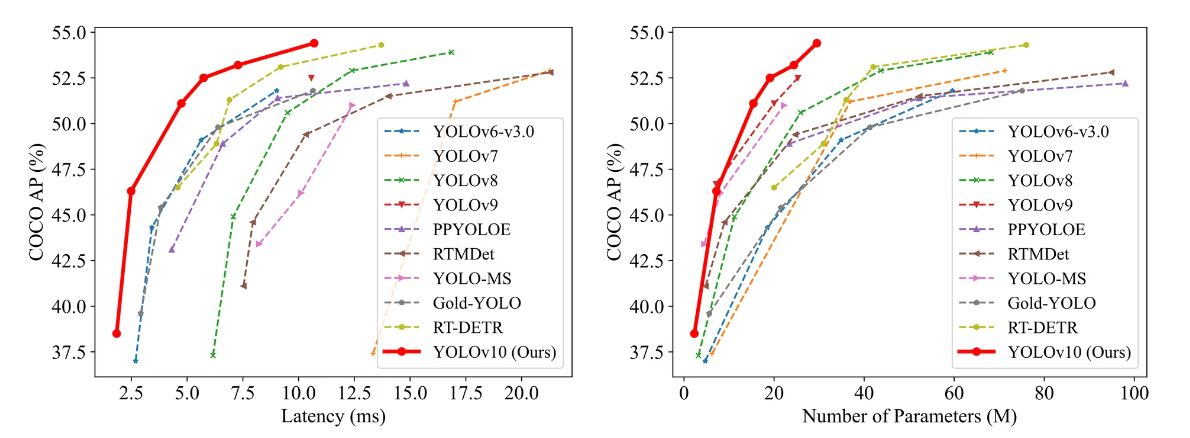 55.0
52.5
50.0
47.5
45.0
42.5
40.0
37.5
COCO AP (%)
2.5 5.0 7.5 10.0 12.5 15.0 17.5 20.0
Latency (ms)
YOLOv6-v3.0
YOLOv7
YOLOv8
YOLOv9
PPYOLOE
RTMDet
YOLO-MS
Gold-YOLO
RT-DETR
YOLOv10 (Ours)
55.0
52.5
50.0
47.5
45.0
42.5
40.0
37.5
COCO AP (%)
0 20 40 60 80 100
Number of Parameters (M)
YOLOv6-v3.0
YOLOv7
YOLOv8
YOLOv9
PPYOLOE
RTMDet
YOLO-MS
Gold-YOLO
RT-DETR
YOLOv10 (Ours)